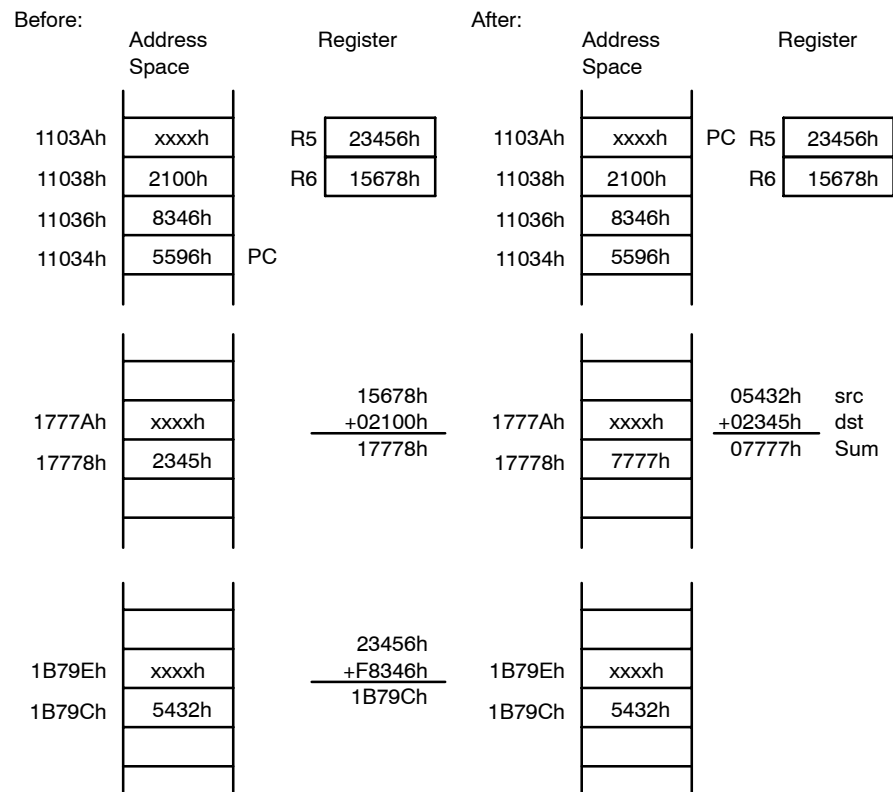 Before:
Address Space
Register
1103Ah xxxxh R5 23456h
11038h 2100h R6 15678h
11036h 8346h
11034h 5596h PC
15678h
1777Ah xxxxh +02100h
17778h 2345h 17778h
23456h
1B79Eh xxxxh +F8346h
1B79Ch 5432h 1B79Ch
After:
Address Space
Register
1103Ah xxxxh PC R5 23456h
11038h 2100h R6 15678h
11036h 8346h
11034h 5596h
05432h src
1777Ah xxxxh +02345h dst
17778h 7777h 07777h Sum
1B79Eh xxxxh
1B79Ch 5432h